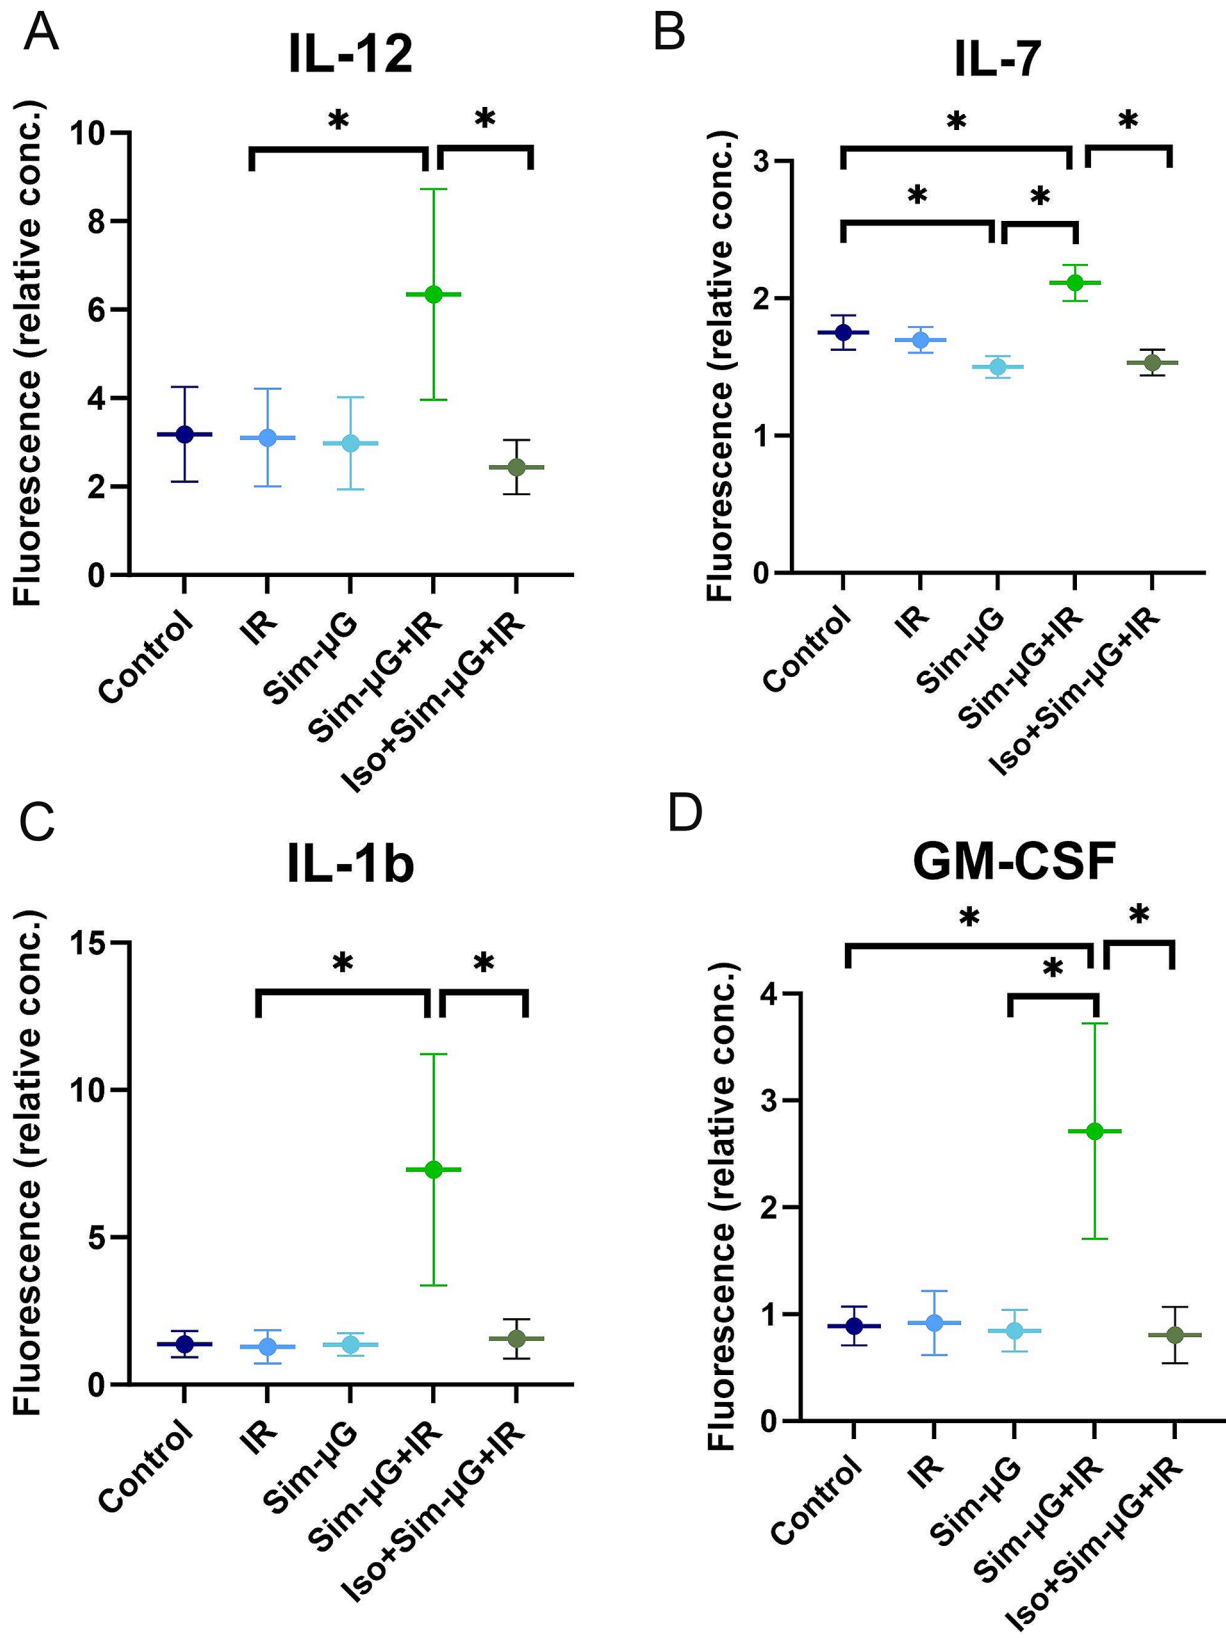 A
IL-12
Fluorescence (relative conc.)
10
8
6
4
2
0
* *
Control
IR
Sim-µG
Sim-µG+IR
Iso+Sim-µG+IR
B
IL-7
Fluorescence (relative conc.)
3
2
1
0
* *
* *
Control
IR
Sim-µG
Sim-µG+IR
Iso+Sim-µG+IR
C
IL-1b
Fluorescence (relative conc.)
15
10
5
0
* *
Control
IR
Sim-µG
Sim-µG+IR
Iso+Sim-µG+IR
D
GM-CSF
Fluorescence (relative conc.)
4
3
2
1
0
* *
*
Control
IR
Sim-µG
Sim-µG+IR
Iso+Sim-µG+IR